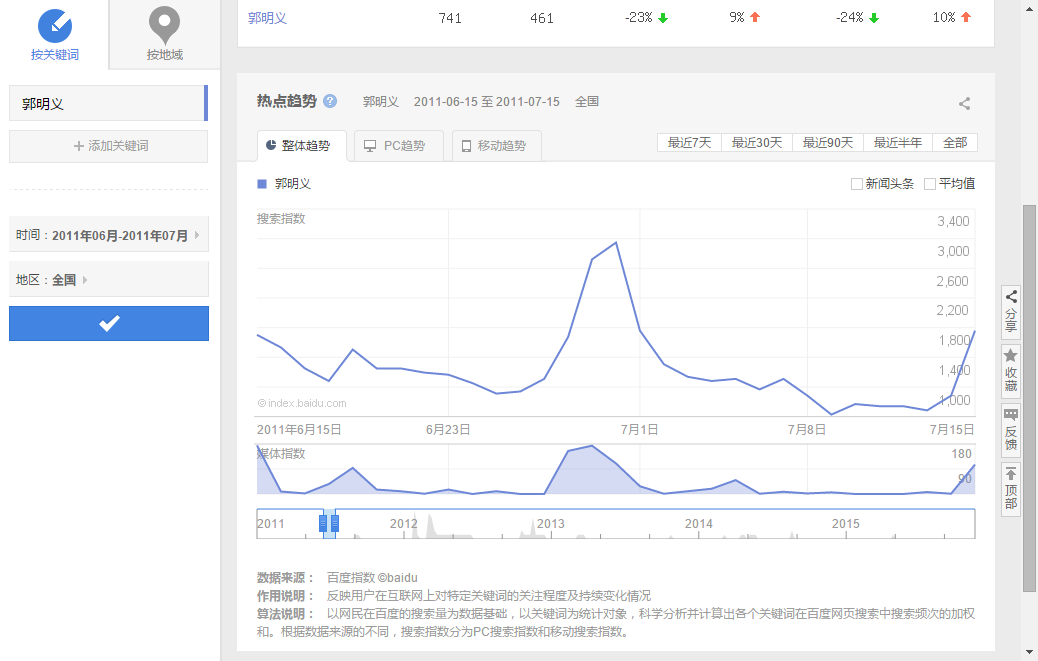 按关键词
按地域
郭明义
添加关键词
时间：2011年06月-2011年07月
地区：全国
郭明义 741 461 -23% 9% -24% 10%
热点趋势 ? 郭明义 2011-06-15 至 2011-07-15 全国
整体趋势 PC趋势 移动趋势 最近7天 最近30天 最近90天 最近半年 全部
郭明义 新闻头条 平均值
搜索指数
3,400
3,000
2,600
2,200
1,800
1,400
1,000
©index.baidu.com
2011年6月15日 6月23日 7月1日 7月8日 7月15日
媒体指数 180
90
2011 2012 2013 2014 2015
数据来源： 百度指数 ©baidu
作用说明： 反映用户在互联网上对特定关键词的关注程度及持续变化情况
算法说明： 以网民在百度的搜索量为数据基础，以关键词为统计对象，科学分析并计算出各个关键词在百度网页搜索中搜索频次的加权
和。根据数据来源的不同，搜索指数分为PC搜索指数和移动搜索指数。
分享
收藏
反馈
顶部